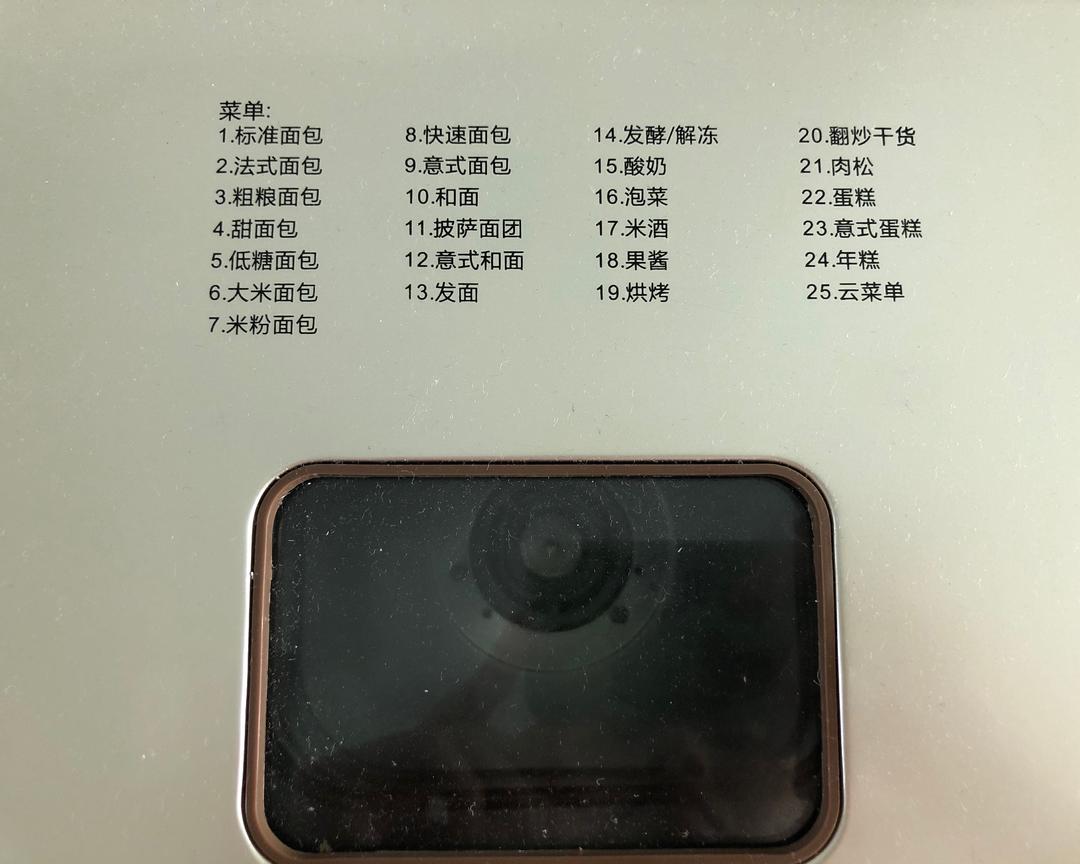 菜单:
1.标准面包
2.法式面包
3.粗粮面包
4.甜面包
5.低糖面包
6.大米面包
7.米粉面包
8.快速面包
9.意式面包
10.和面
11.披萨面团
12.意式和面
13.发面
14.发酵/解冻
15.酸奶
16.泡菜
17.米酒
18.果酱
19.烘烤
20.翻炒干货
21.肉松
22.蛋糕
23.意式蛋糕
24.年糕
25.云菜单